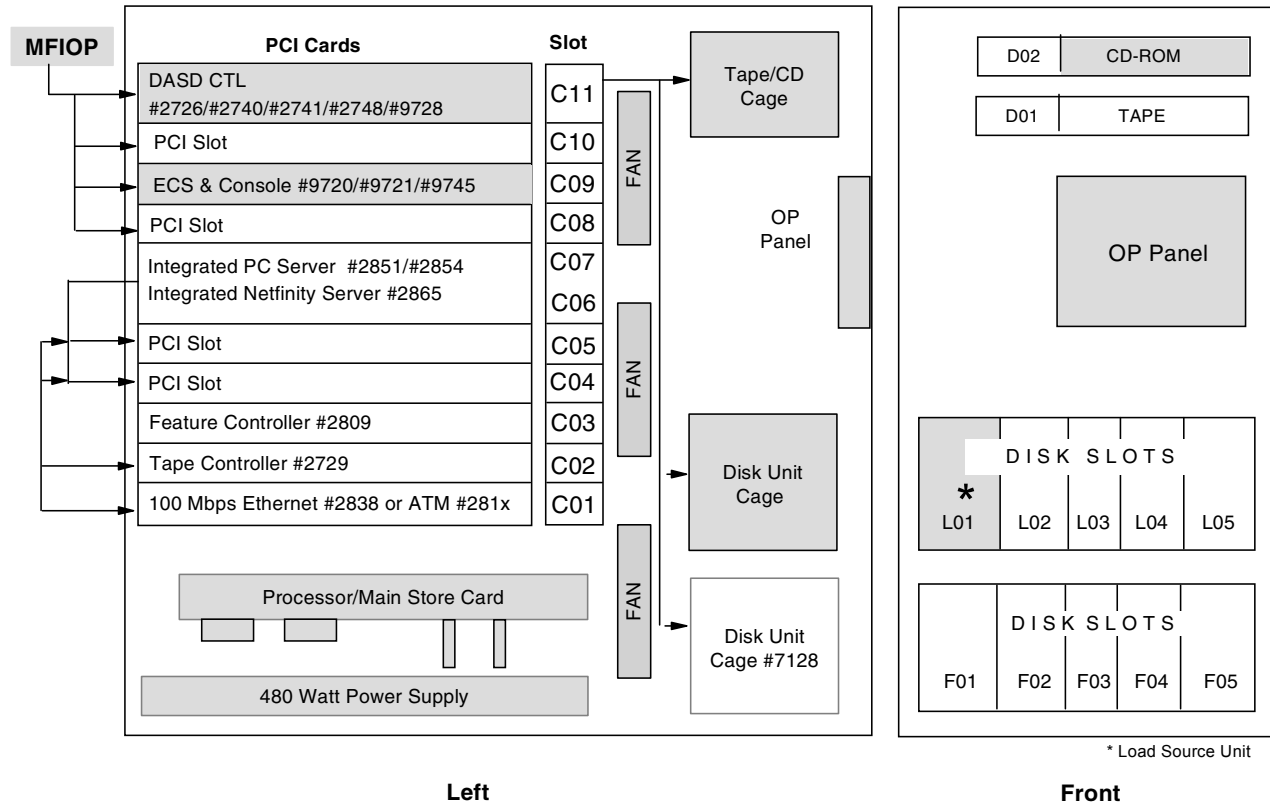 MFIOP
PCI Cards
Slot
DASD CTL
#2726/#2740/#2741/#2748/#9728
C11
PCI Slot
C10
ECS & Console #9720/#9721/#9745
C09
PCI Slot
C08
Integrated PC Server #2851/#2854
C07
Integrated Netfinity Server #2865
C06
PCI Slot
C05
PCI Slot
C04
Feature Controller #2809
C03
Tape Controller #2729
C02
100 Mbps Ethernet #2838 or ATM #281x
C01
FAN
FAN
FAN
Tape/CD
Cage
OP
Panel
Disk Unit
Cage
Disk Unit
Cage #7128
Processor/Main Store Card
480 Watt Power Supply
Left
D02 CD-ROM
D01 TAPE
OP Panel
DISK SLOTS
*
L01 L02 L03 L04 L05
DISK SLOTS
F01 F02 F03 F04 F05
* Load Source Unit
Front